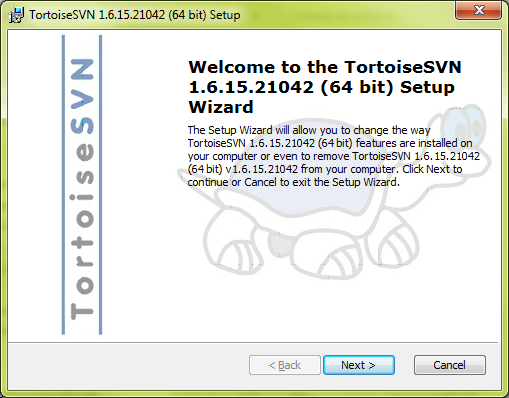 TortoiseSVN 1.6.15.21042 (64 bit) Setup
TortoiseSVN
Welcome to the TortoiseSVN
1.6.15.21042 (64 bit) Setup
Wizard
The Setup Wizard will allow you to change the way
TortoiseSVN 1.6.15.21042 (64 bit) features are installed on
your computer or even to remove TortoiseSVN 1.6.15.21042
(64 bit) v1.6.15.21042 from your computer. Click Next to
continue or Cancel to exit the Setup Wizard.
< Back
Next >
Cancel